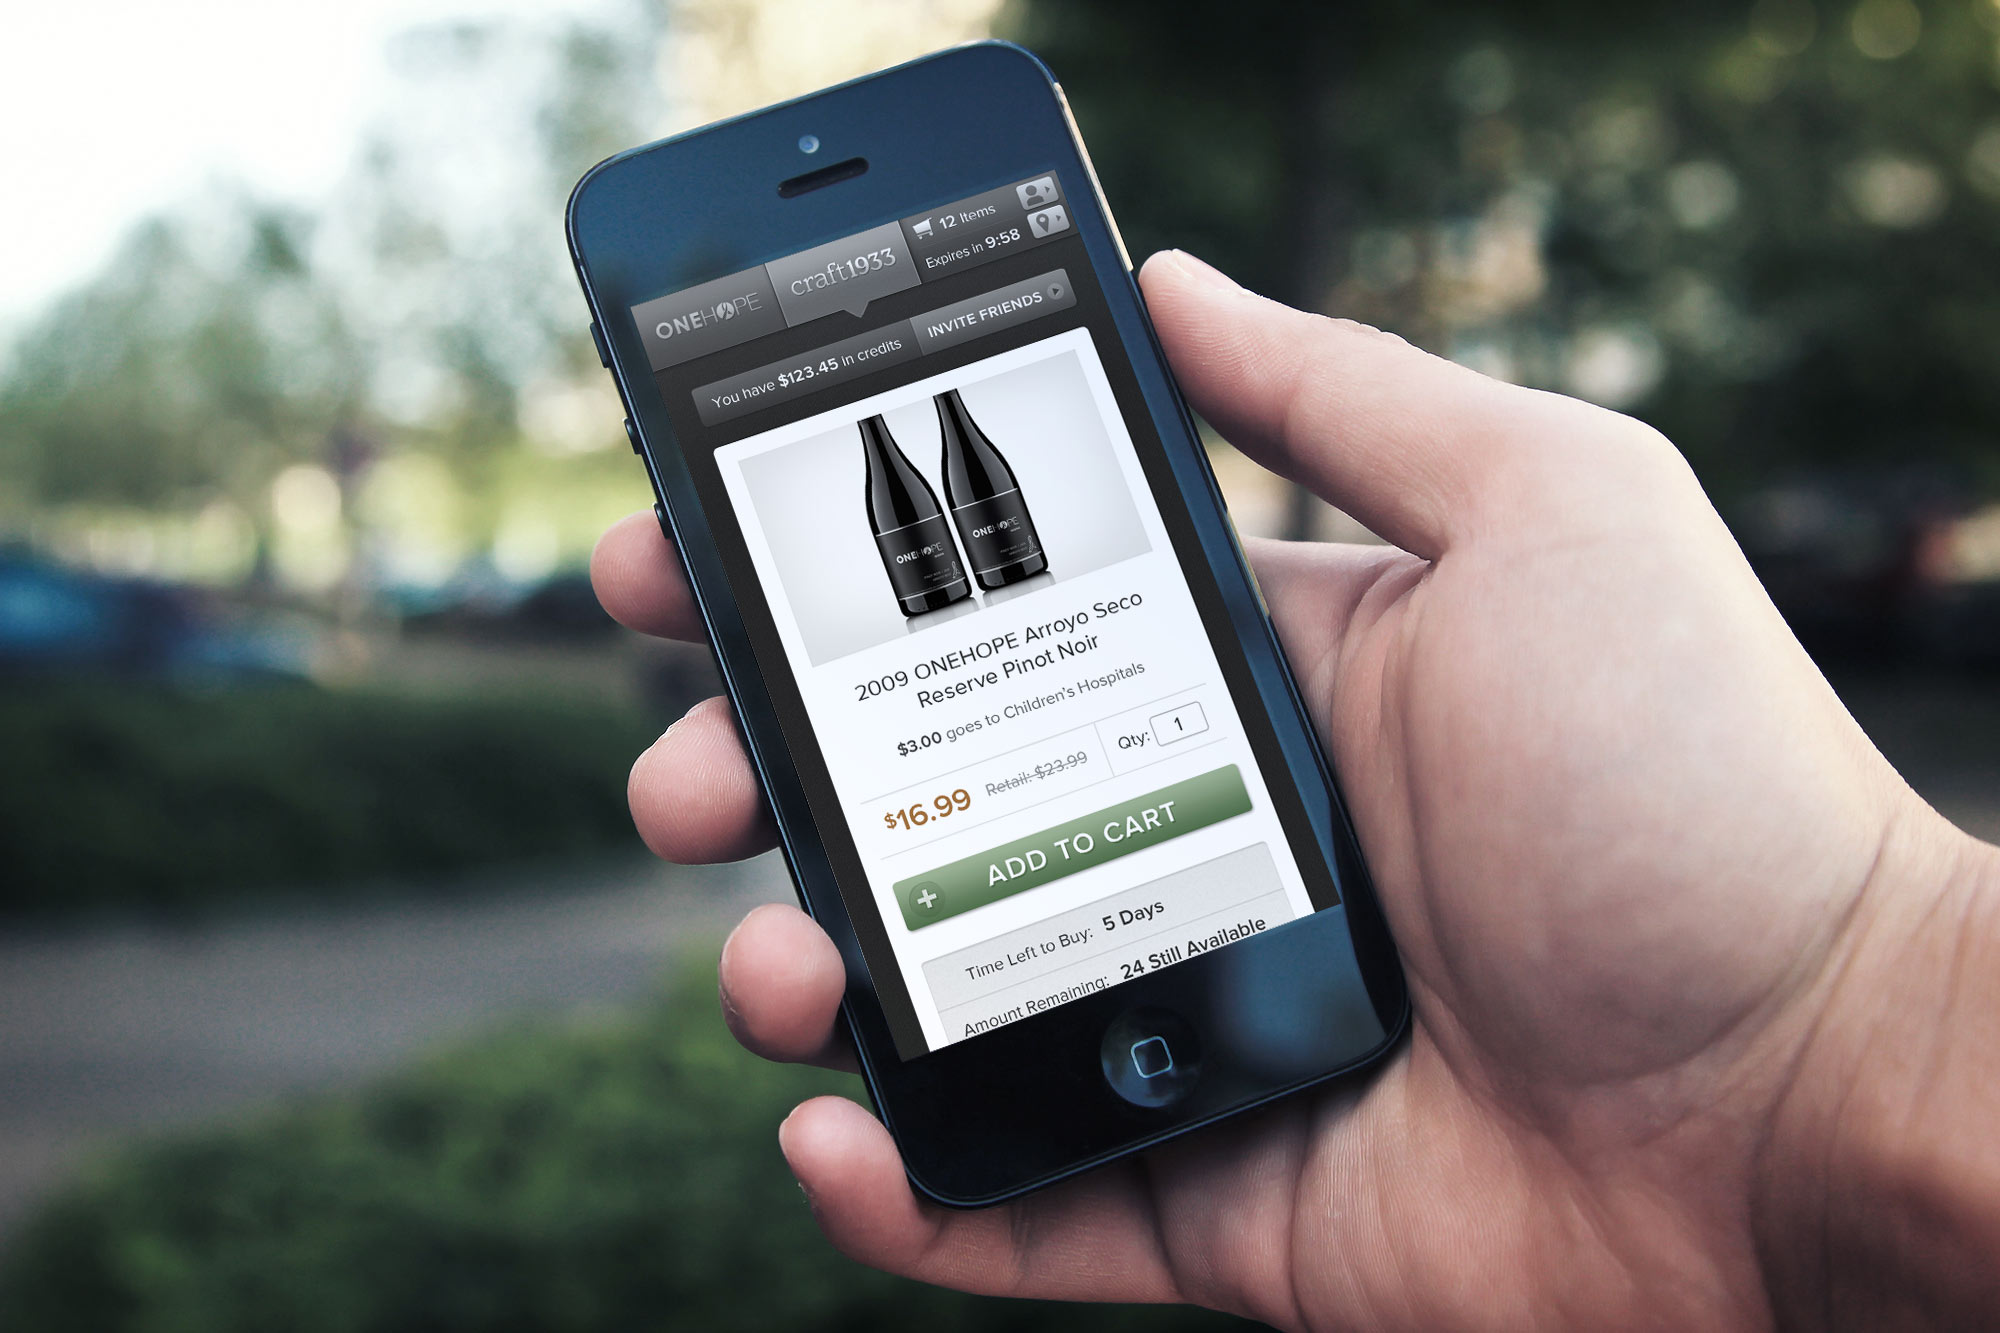 12 Items
Expires in 9:58
ONEHOPE
craft1933
You have $123.45 in credits
INVITE FRIENDS
ONEHOPE
ONEHOPE
2009 ONEHOPE Arroyo Seco
Reserve Pinot Noir
$3.00 goes to Children's Hospitals
$16.99
Retail: $23.99
Qty: 1
ADD TO CART
Time Left to Buy: 5 Days
Amount Remaining: 24 Still Available